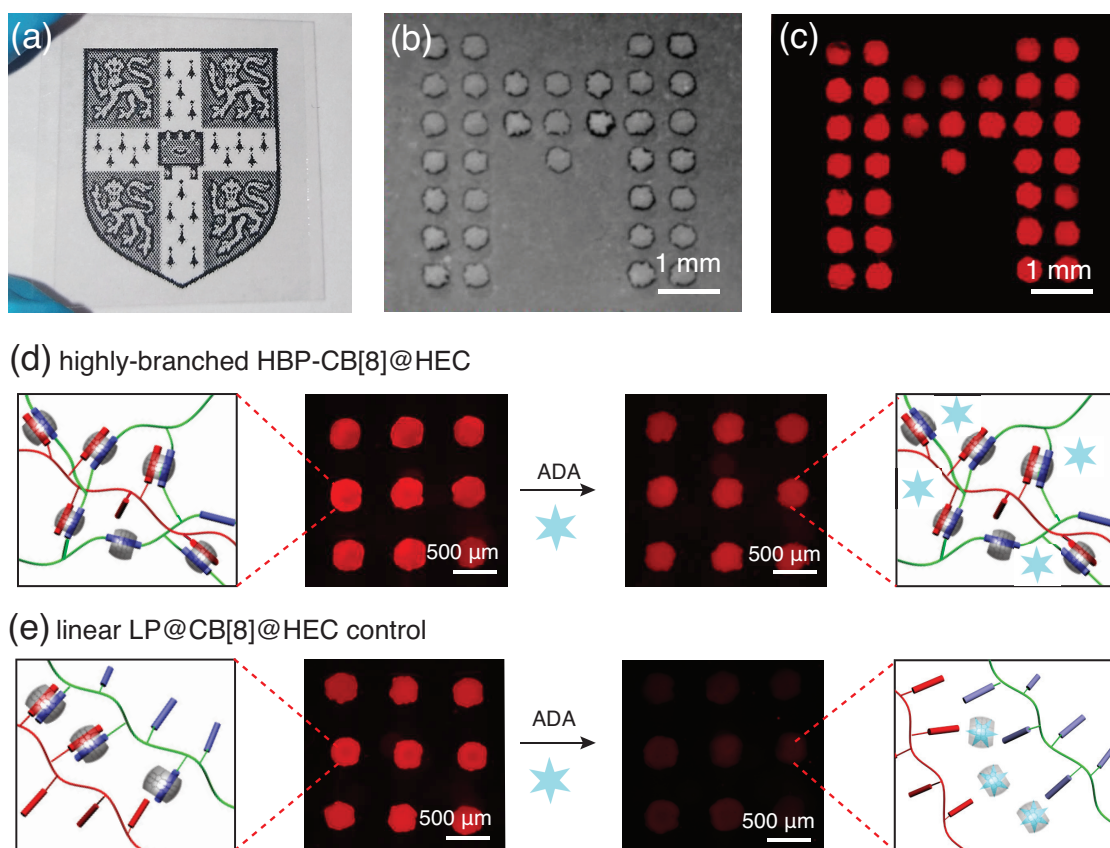 (a)
(b)
(c)
1 mm
1 mm
(d) highly-branched HBP-CB[8]@HEC
ADA
500 µm
500 µm
(e) linear LP@CB[8]@HEC control
ADA
500 µm
500 µm